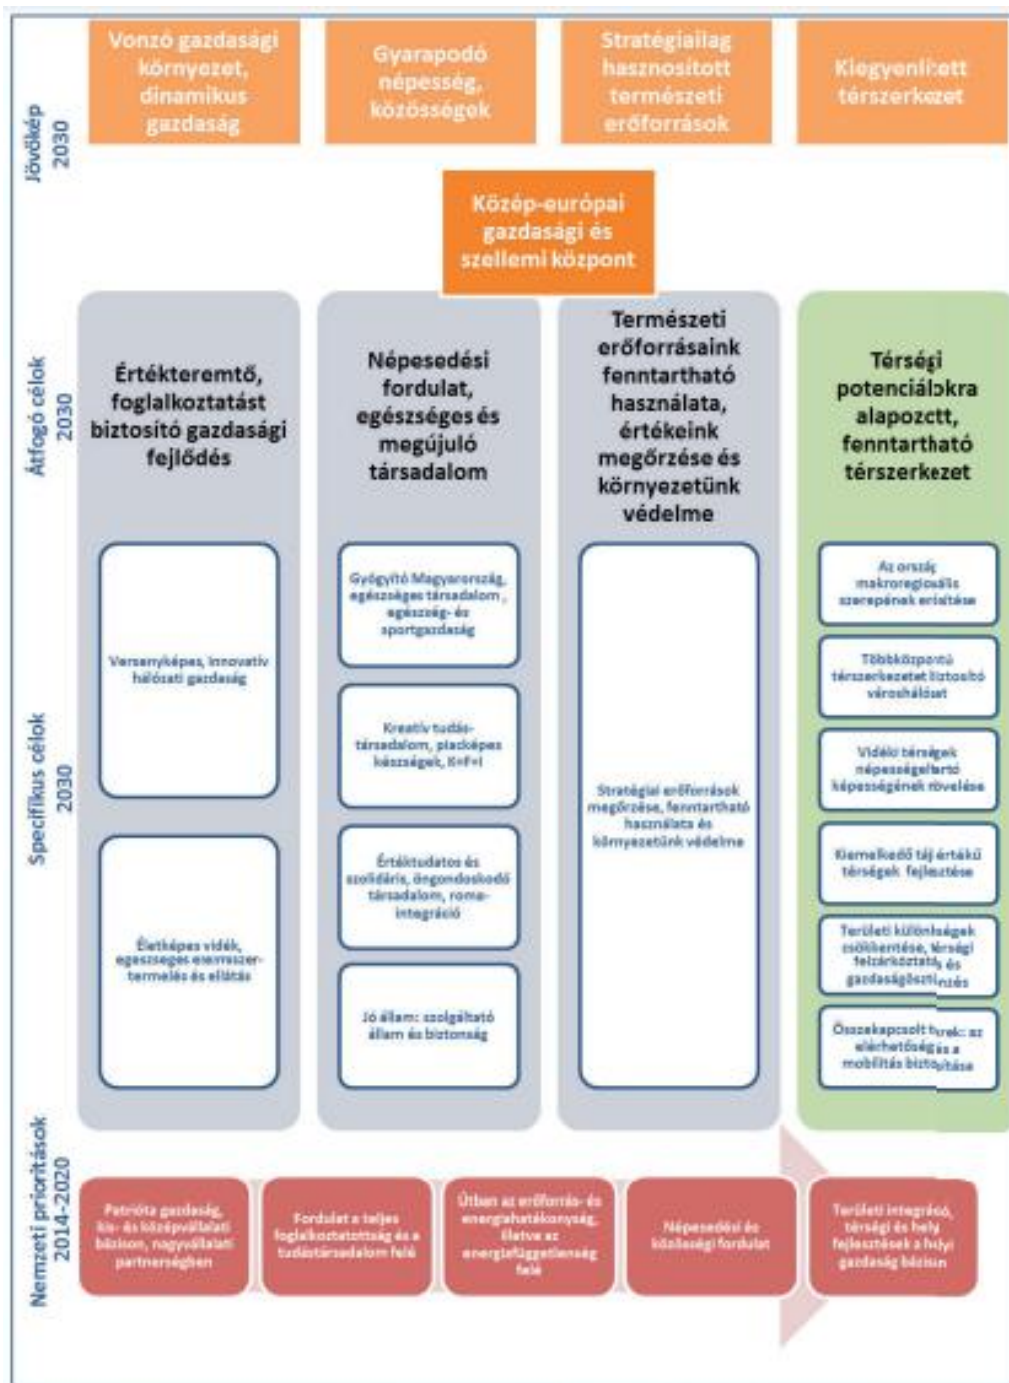 Jövőkép
2030
Vonzó gazdasági
környezet,
dinamikus
gazdaság
Gyarapodó
népesség,
közösségek
Stratégiailag
hasznosított
természeti
erőforrások
Kiegyenlített
térszerkezet
Közép-európai
gazdasági és
szellemi központ
Átfogó célok
2030
Értékteremtő,
foglalkoztatást
biztosító gazdasági
fejlődés
Népesedési
fordulat,
egészséges és
megújuló
társadalom
Természeti
erőforrásaink
fenntartható
használata,
értékeink
megőrzése és
környezetünk
védelme
Térségi
potenciálokra
alapozott,
fenntartható
térszerkezet
Specifikus célok
2030
Versenyképes, innovatív
hálózati gazdaság
Életképes vidék,
egészséges élelmiszer-
termelés és ellátás
Gyógyító Magyarország,
egészséges társadalom ,
egészség- és
sportgazdaság
Kreatív tudás-
társadalom, piacképes
készségek, K+F+I
Értéktudatos és
szolidáris, öngondoskodó
társadalom, roma-
integráció
Jó állam: szolgáltató
állam és biztonság
Stratégiai erőforrások
megőrzése, fenntartható
használata és
környezetünk védelme
Az ország
makroregionális
szerepének erősítése
Többközpontú
térszerkezetet biztosító
városhálózat
Vidéki térségek
népességeltartó
képességének növelése
Kiemelkedő táji értékű
térségek fejlesztése
Területi különbségek
csökkentése, térségi
felzárkóztatás és
gazdaságösztönzés
Összekapcsolt terek: az
elérhetőség és a
mobilitás biztosítása
Nemzeti prioritások
2014-2020
Patrióta gazdaság,
kis- és középvállalati
bázison, nagyvállalati
partnerségben
Fordulat a teljes
foglalkoztatottság és a
tudástársadalom felé
Útban az erőforrás- és
energiahatékonyság,
illetve az
energiafüggetlenség
felé
Népesedési és
közösségi fordulat
Területi integráció,
térségi és helyi
fejlesztések a helyi
gazdaság bázisán